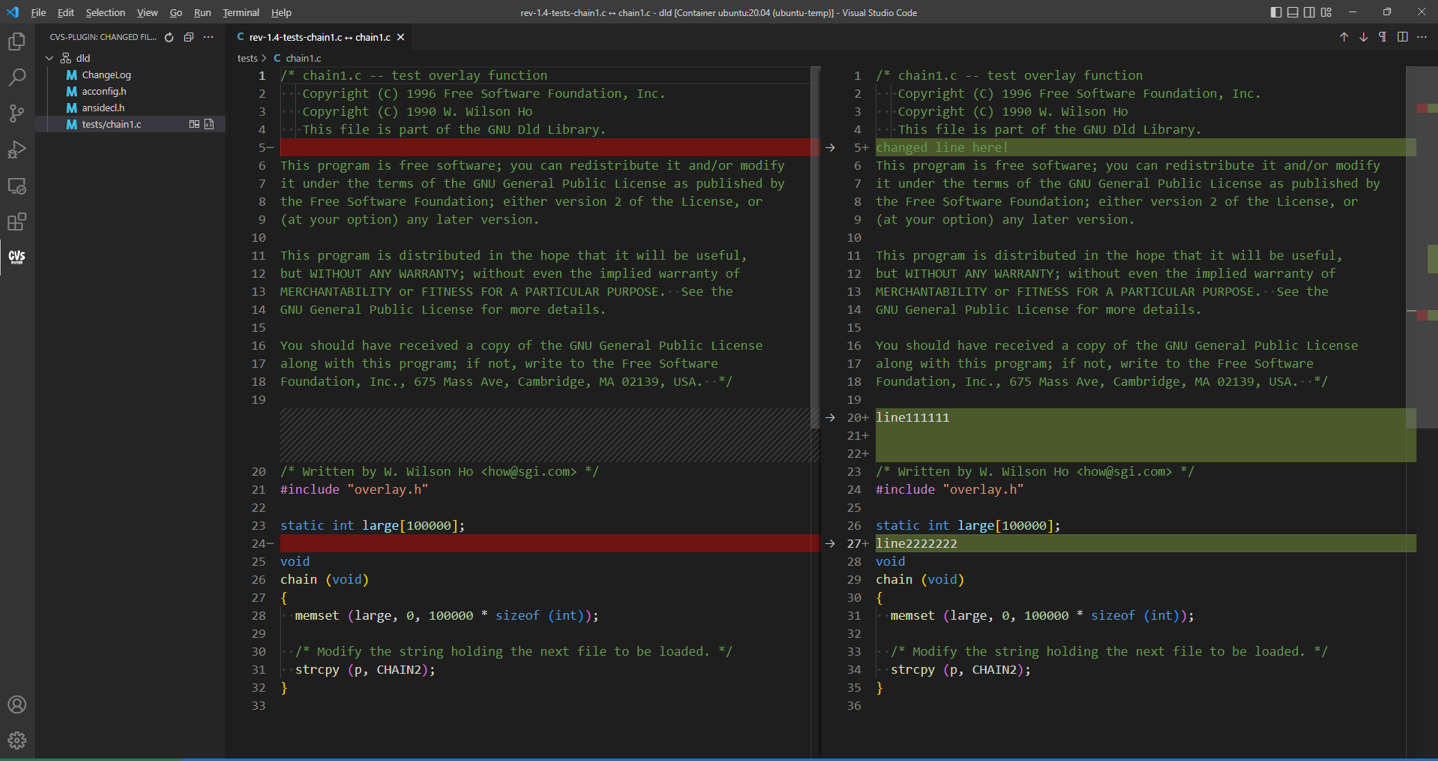 File Edit Selection View Go Run Terminal Help
rev-1.4-tests-chain1.c ↔ chain1.c - dld [Container ubuntu:20.04 (ubuntu-temp)] - Visual Studio Code
CVS-PLUGIN: CHANGED FIL...
dld
M ChangeLog
M acconfig.h
M ansidecl.h
M tests/chain1.c
CVS
C rev-1.4-tests-chain1.c ↔ chain1.c
tests > C chain1.c
1 /* chain1.c -- test overlay function
2 Copyright (C) 1996 Free Software Foundation, Inc.
3 Copyright (C) 1990 W. Wilson Ho
4 This file is part of the GNU Dld Library.
5−
6 This program is free software; you can redistribute it and/or modify
7 it under the terms of the GNU General Public License as published by
8 the Free Software Foundation; either version 2 of the License, or
9 (at your option) any later version.
10
11 This program is distributed in the hope that it will be useful,
12 but WITHOUT ANY WARRANTY; without even the implied warranty of
13 MERCHANTABILITY or FITNESS FOR A PARTICULAR PURPOSE. See the
14 GNU General Public License for more details.
15
16 You should have received a copy of the GNU General Public License
17 along with this program; if not, write to the Free Software
18 Foundation, Inc., 675 Mass Ave, Cambridge, MA 02139, USA. */
19
20 /* Written by W. Wilson Ho <how@sgi.com> */
21 #include "overlay.h"
22
23 static int large[100000];
24−
25 void
26 chain (void)
27 {
28 memset (large, 0, 100000 * sizeof (int));
29
30 /* Modify the string holding the next file to be loaded. */
31 strcpy (p, CHAIN2);
32 }
33
1 /* chain1.c -- test overlay function
2 Copyright (C) 1996 Free Software Foundation, Inc.
3 Copyright (C) 1990 W. Wilson Ho
4 This file is part of the GNU Dld Library.
5+ changed line here!
6 This program is free software; you can redistribute it and/or modify
7 it under the terms of the GNU General Public License as published by
8 the Free Software Foundation; either version 2 of the License, or
9 (at your option) any later version.
10
11 This program is distributed in the hope that it will be useful,
12 but WITHOUT ANY WARRANTY; without even the implied warranty of
13 MERCHANTABILITY or FITNESS FOR A PARTICULAR PURPOSE. See the
14 GNU General Public License for more details.
15
16 You should have received a copy of the GNU General Public License
17 along with this program; if not, write to the Free Software
18 Foundation, Inc., 675 Mass Ave, Cambridge, MA 02139, USA. */
19
20+ line111111
21+
22+
23 /* Written by W. Wilson Ho <how@sgi.com> */
24 #include "overlay.h"
25
26 static int large[100000];
27+ line2222222
28 void
29 chain (void)
30 {
31 memset (large, 0, 100000 * sizeof (int));
32
33 /* Modify the string holding the next file to be loaded. */
34 strcpy (p, CHAIN2);
35 }
36